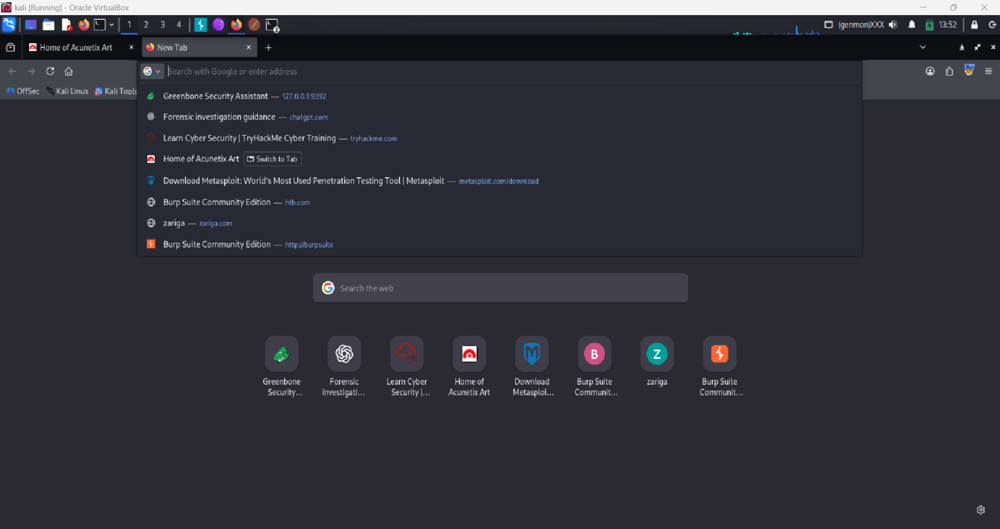 kali [Running] - Oracle VirtualBox
1 2 3 4 2 (genmon)XXX 13:52
Home of Acunetix Art New Tab
Search with Google or enter address
OffSec Kali Linux Kali Tools
Greenbone Security Assistant — 127.0.0.1:9392
Forensic investigation guidance — chatgpt.com
Learn Cyber Security | TryHackMe Cyber Training — tryhackme.com
Home of Acunetix Art Switch to Tab
Download Metasploit: World's Most Used Penetration Testing Tool | Metasploit — metasploit.com/download
Burp Suite Community Edition — htb.com
zariga — zariga.com
Burp Suite Community Edition — http://burpsuite
Search the web
B Z
Greenbone Forensic Learn Cyber Home of Download Burp Suite zariga Burp Suite
Security... investigati... Security |... Acunetix Art Metasploi... Communit... Communit...